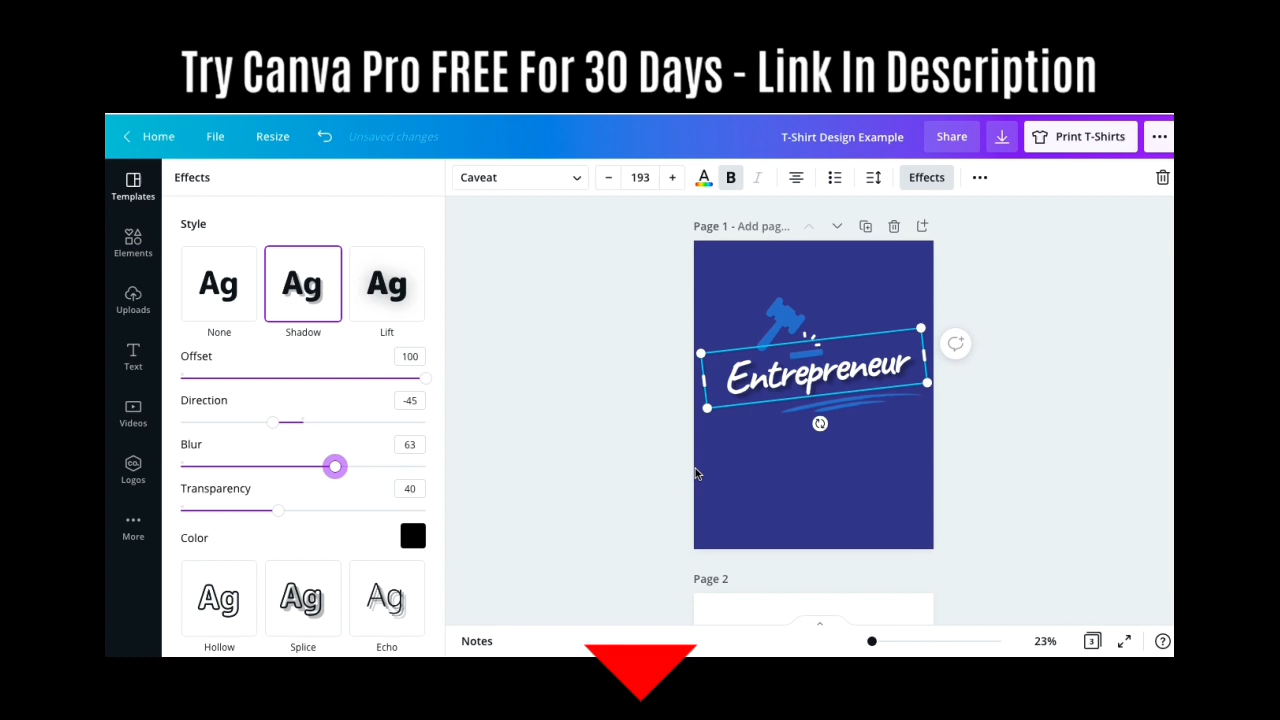 Try Canva Pro FREE For 30 Days - Link In Description
Home File Resize Unsaved changes T-Shirt Design Example Share Print T-Shirts
Templates
Elements
Uploads
Text
Videos
CO.
Logos
More
Effects
Style
Ag Ag Ag
None Shadow Lift
Offset 100
Direction -45
Blur 63
Transparency 40
Color
Ag Ag Ag
Hollow Splice Echo
Caveat 193 A B I Effects
Page 1 - Add pag...
Entrepreneur
Page 2
Notes 23% 3 ?